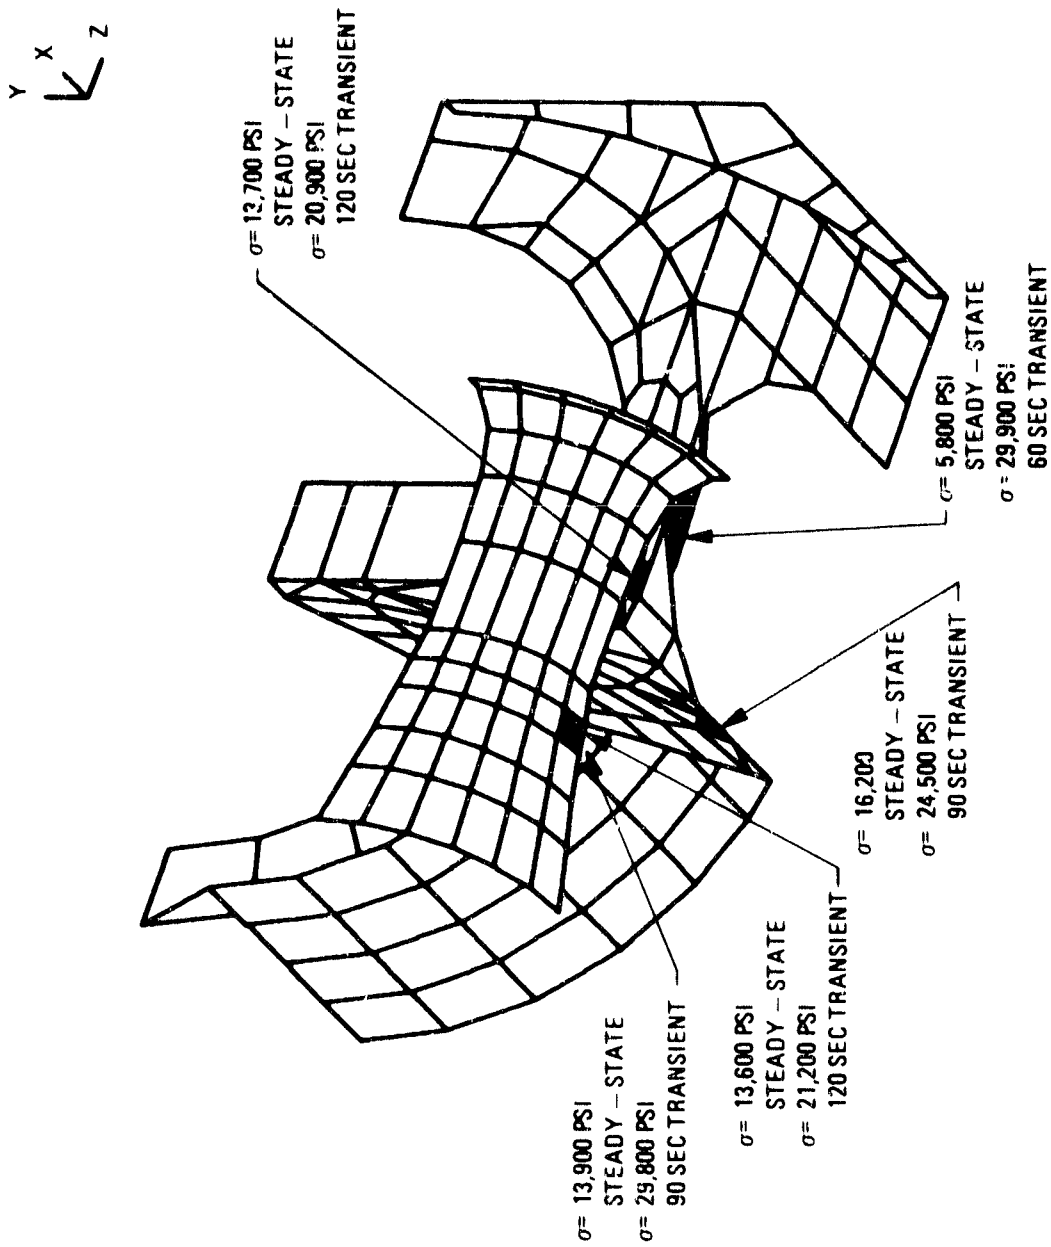 Y
X
Z
σ= 13,700 PSI
STEADY – STATE
σ= 20,900 PSI
120 SEC TRANSIENT
σ= 5,800 PSI
STEADY – STATE
σ= 29,900 PSI
60 SEC TRANSIENT
σ= 16,200
STEADY – STATE
σ= 24,500 PSI
90 SEC TRANSIENT
σ= 13,600 PSI
STEADY – STATE
σ= 21,200 PSI
120 SEC TRANSIENT
σ= 13,900 PSI
STEADY – STATE
σ= 29,800 PSI
90 SEC TRANSIENT